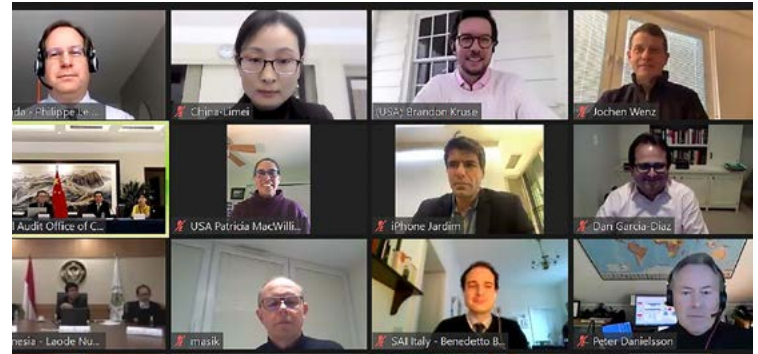 da - Philippe Le ...
China-Limei
(USA) Brandon Kruse
Jochen Wenz
l Audit Office of C...
USA Patricia MacWilli...
iPhone Jardim
Dan Garcia-Diaz
nesia - Laode Nu...
masik
SAI Italy - Benedetto B...
Peter Danielsson